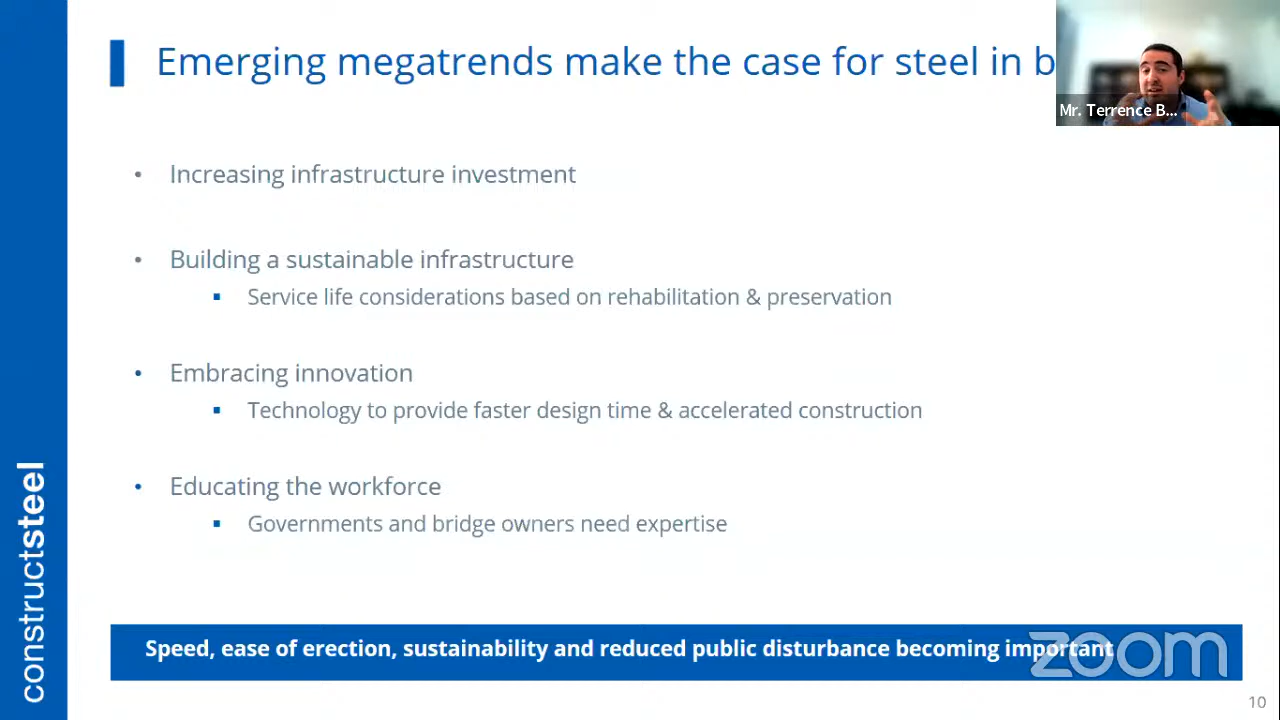 Emerging megatrends make the case for steel in b
Mr. Terrence B...
• Increasing infrastructure investment
• Building a sustainable infrastructure
▪ Service life considerations based on rehabilitation & preservation
• Embracing innovation
▪ Technology to provide faster design time & accelerated construction
• Educating the workforce
▪ Governments and bridge owners need expertise
Speed, ease of erection, sustainability and reduced public disturbance becoming important
zoom
constructsteel
10